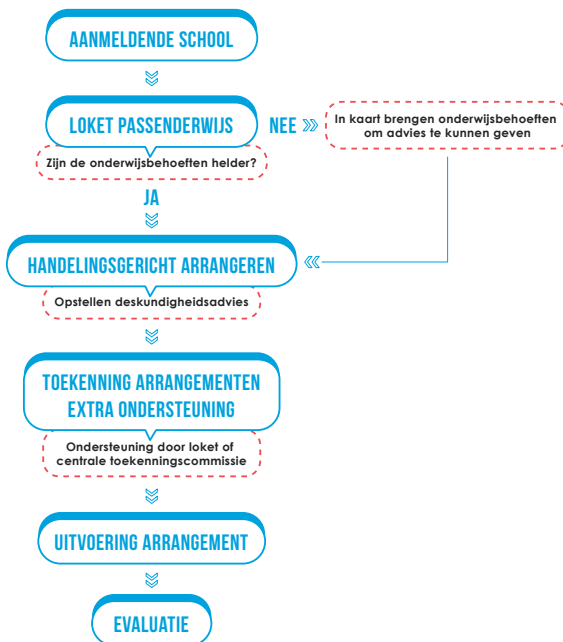 AANMELDENDE SCHOOL
LOKET PASSENDERWIJS
NEE
In kaart brengen onderwijsbehoeften
om advies te kunnen geven
Zijn de onderwijsbehoeften helder?
JA
HANDELINGSGERICHT ARRANGEREN
Opstellen deskundigheidsadvies
TOEKENNING ARRANGEMENTEN
EXTRA ONDERSTEUNING
Ondersteuning door loket of
centrale toekenningscommissie
UITVOERING ARRANGEMENT
EVALUATIE